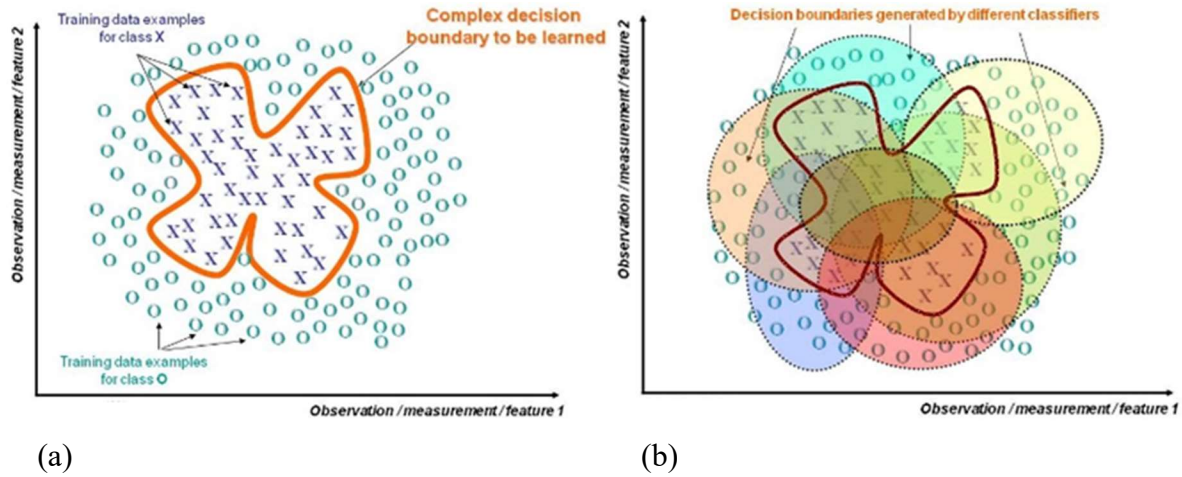 Training data examples
for class X
Complex decision
boundary to be learned
Observation / measurement / feature 2
Training data examples
for class O
Observation / measurement / feature 1
(a)
Decision boundaries generated by different classifiers
Observation / measurement / feature 2
Observation / measurement / feature 1
(b)